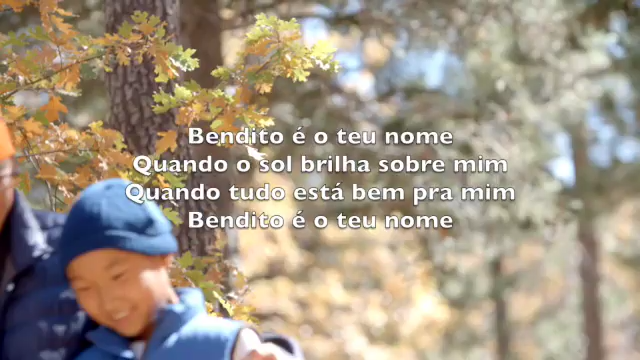 Bendito é o teu nome
Quando o sol brilha sobre mim
Quando tudo está bem pra mim
Bendito é o teu nome